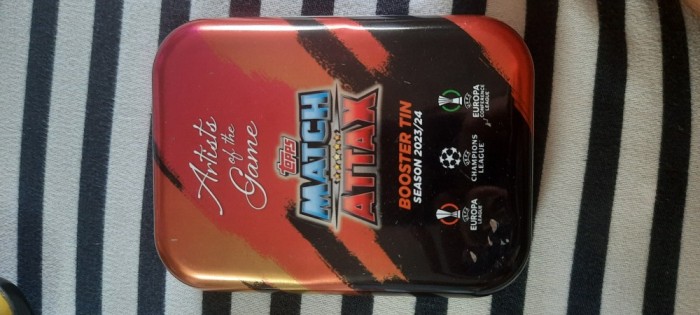 Artists
of the
Game
TOPPS
MATCH
ATTAX
BOOSTER TIN
SEASON 2023/24
UEFA
EUROPA
LEAGUE
UEFA
CHAMPIONS
LEAGUE
UEFA
EUROPA
CONFERENCE
LEAGUE